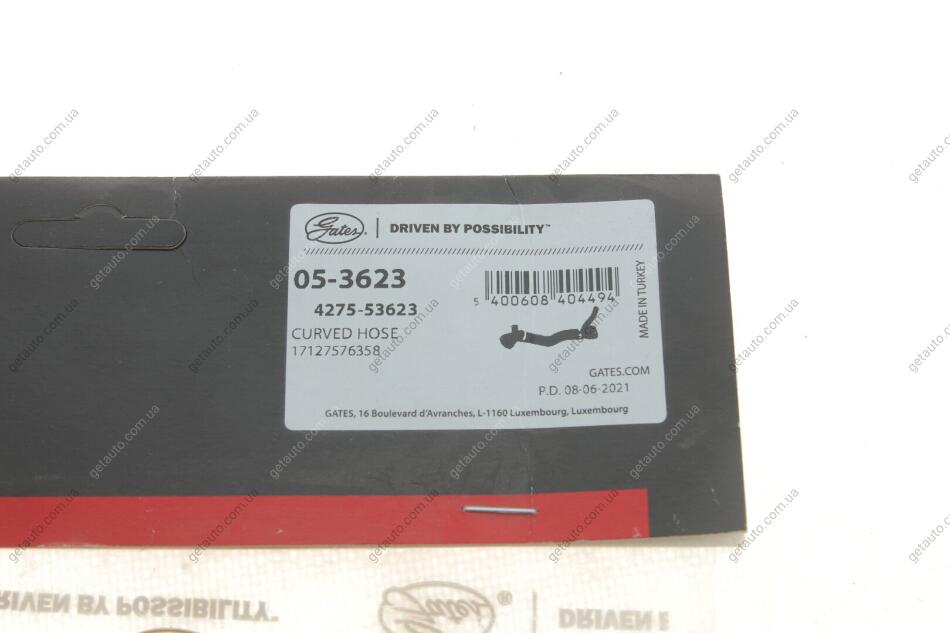 Gates® | DRIVEN BY POSSIBILITY™
05-3623
4275-53623
CURVED HOSE
17127576358
5 400608 404494
MADE IN TURKEY
GATES.COM
P.D. 08-06-2021
GATES, 16 Boulevard d'Avranches, L-1160 Luxembourg, Luxembourg
DRIVEN BY POSSIBILITY™
Gates®
DRIVEN
getauto.com.ua